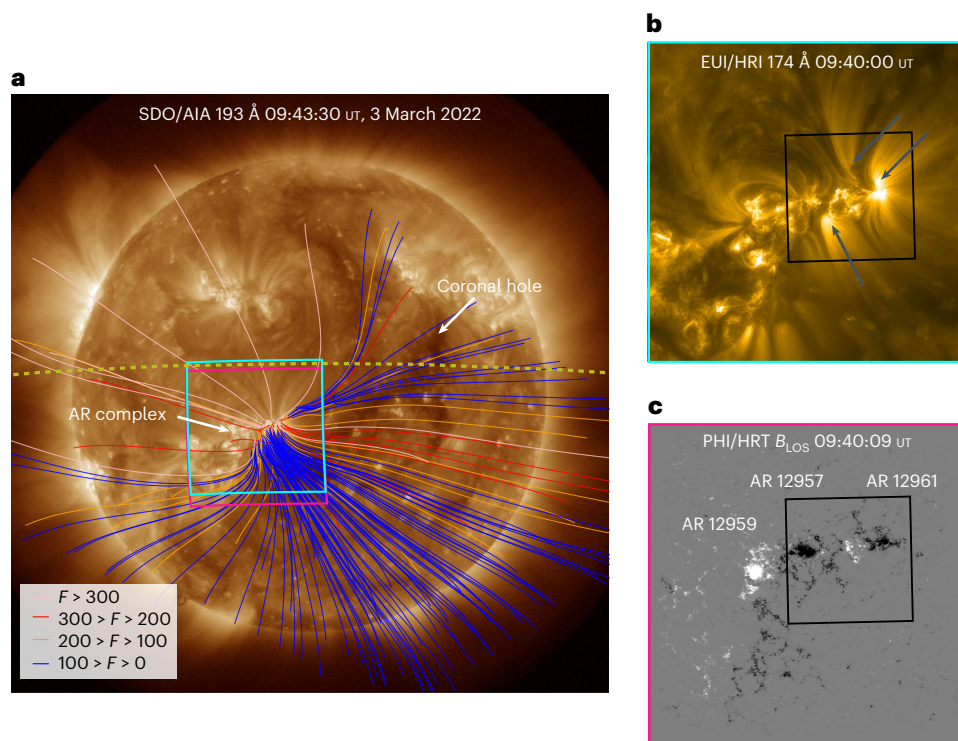 a
SDO/AIA 193 Å 09:43:30 UT, 3 March 2022
Coronal hole
AR complex
F > 300
300 > F > 200
200 > F > 100
100 > F > 0
b
EUI/HRI 174 Å 09:40:00 UT
c
PHI/HRT BLOS 09:40:09 UT
AR 12957
AR 12961
AR 12959